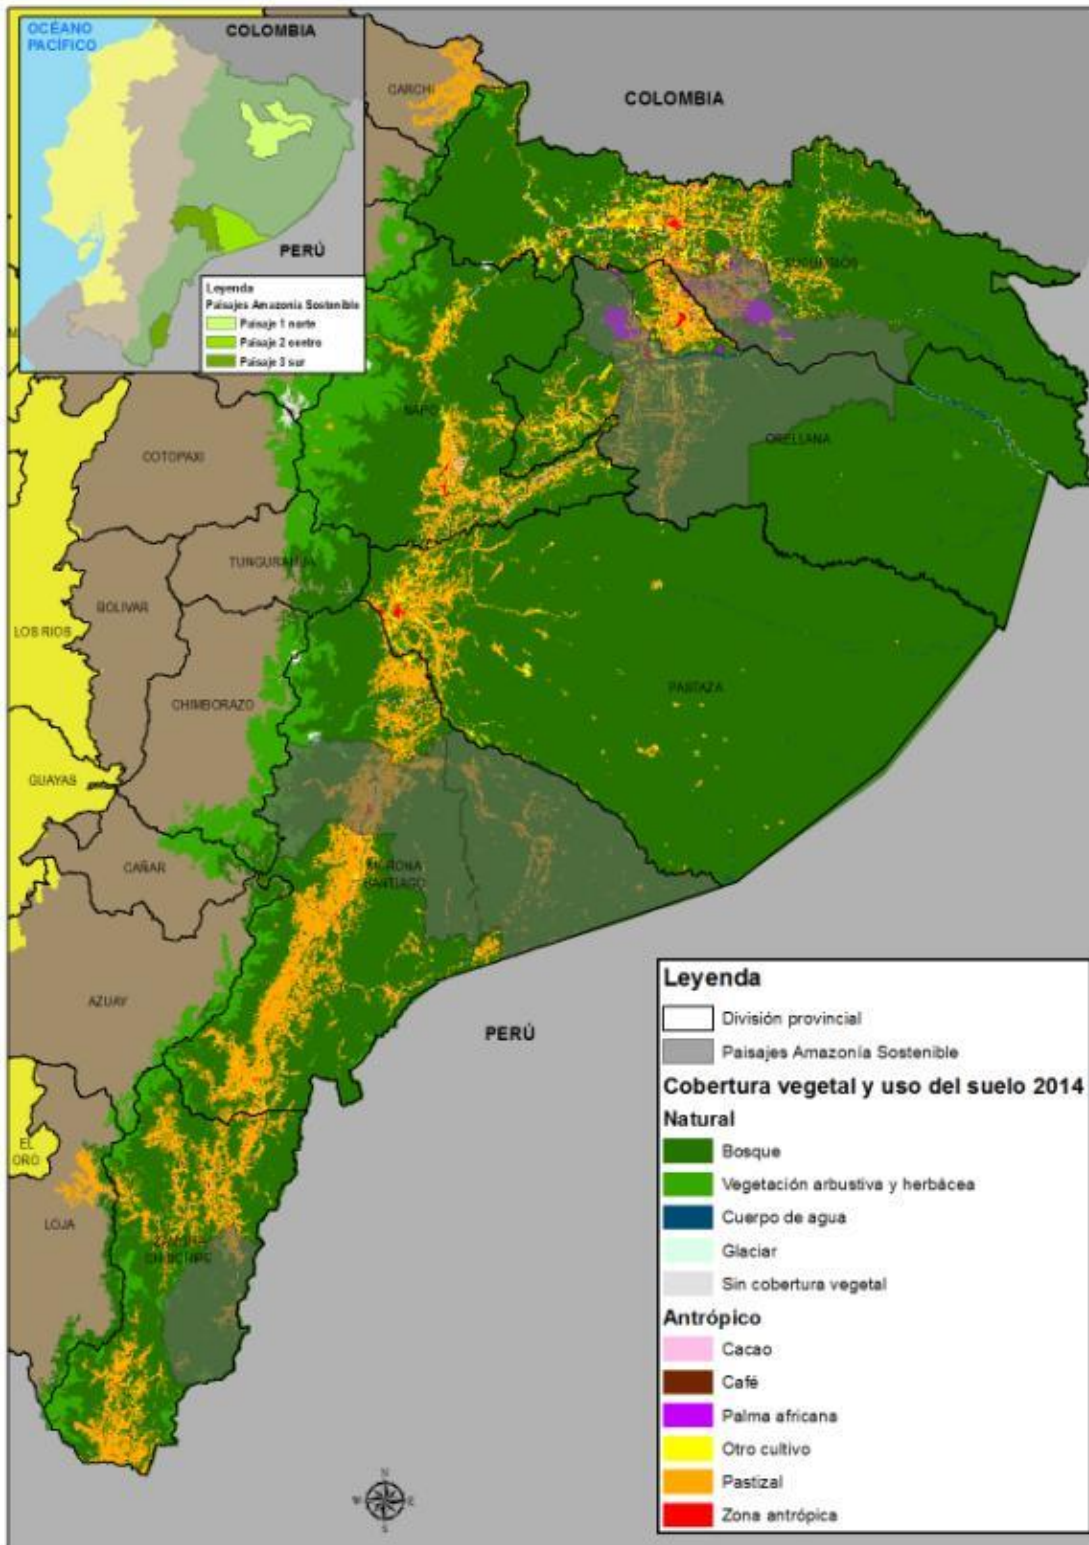 OCÉANO
PACÍFICO
COLOMBIA
PERÚ
Leyenda
Paisajes Amazonía Sostenible
Paisaje 1 norte
Paisaje 2 centro
Paisaje 3 sur
CARCHI
COLOMBIA
SUCUMBIOS
NAPO
ORELLANA
COTOPAXI
TUNGURAHUA
BOLIVAR
LOS RIOS
CHIMBORAZO
PASTAZA
GUAYAS
CAÑAR
MORONA
SANTIAGO
AZUAY
PERÚ
EL
ORO
LOJA
ZAMORA
CHINCHIPE
Leyenda
División provincial
Paisajes Amazonía Sostenible
Cobertura vegetal y uso del suelo 2014
Natural
Bosque
Vegetación arbustiva y herbácea
Cuerpo de agua
Glaciar
Sin cobertura vegetal
Antrópico
Cacao
Café
Palma africana
Otro cultivo
Pastizal
Zona antrópica
N
W
E
S